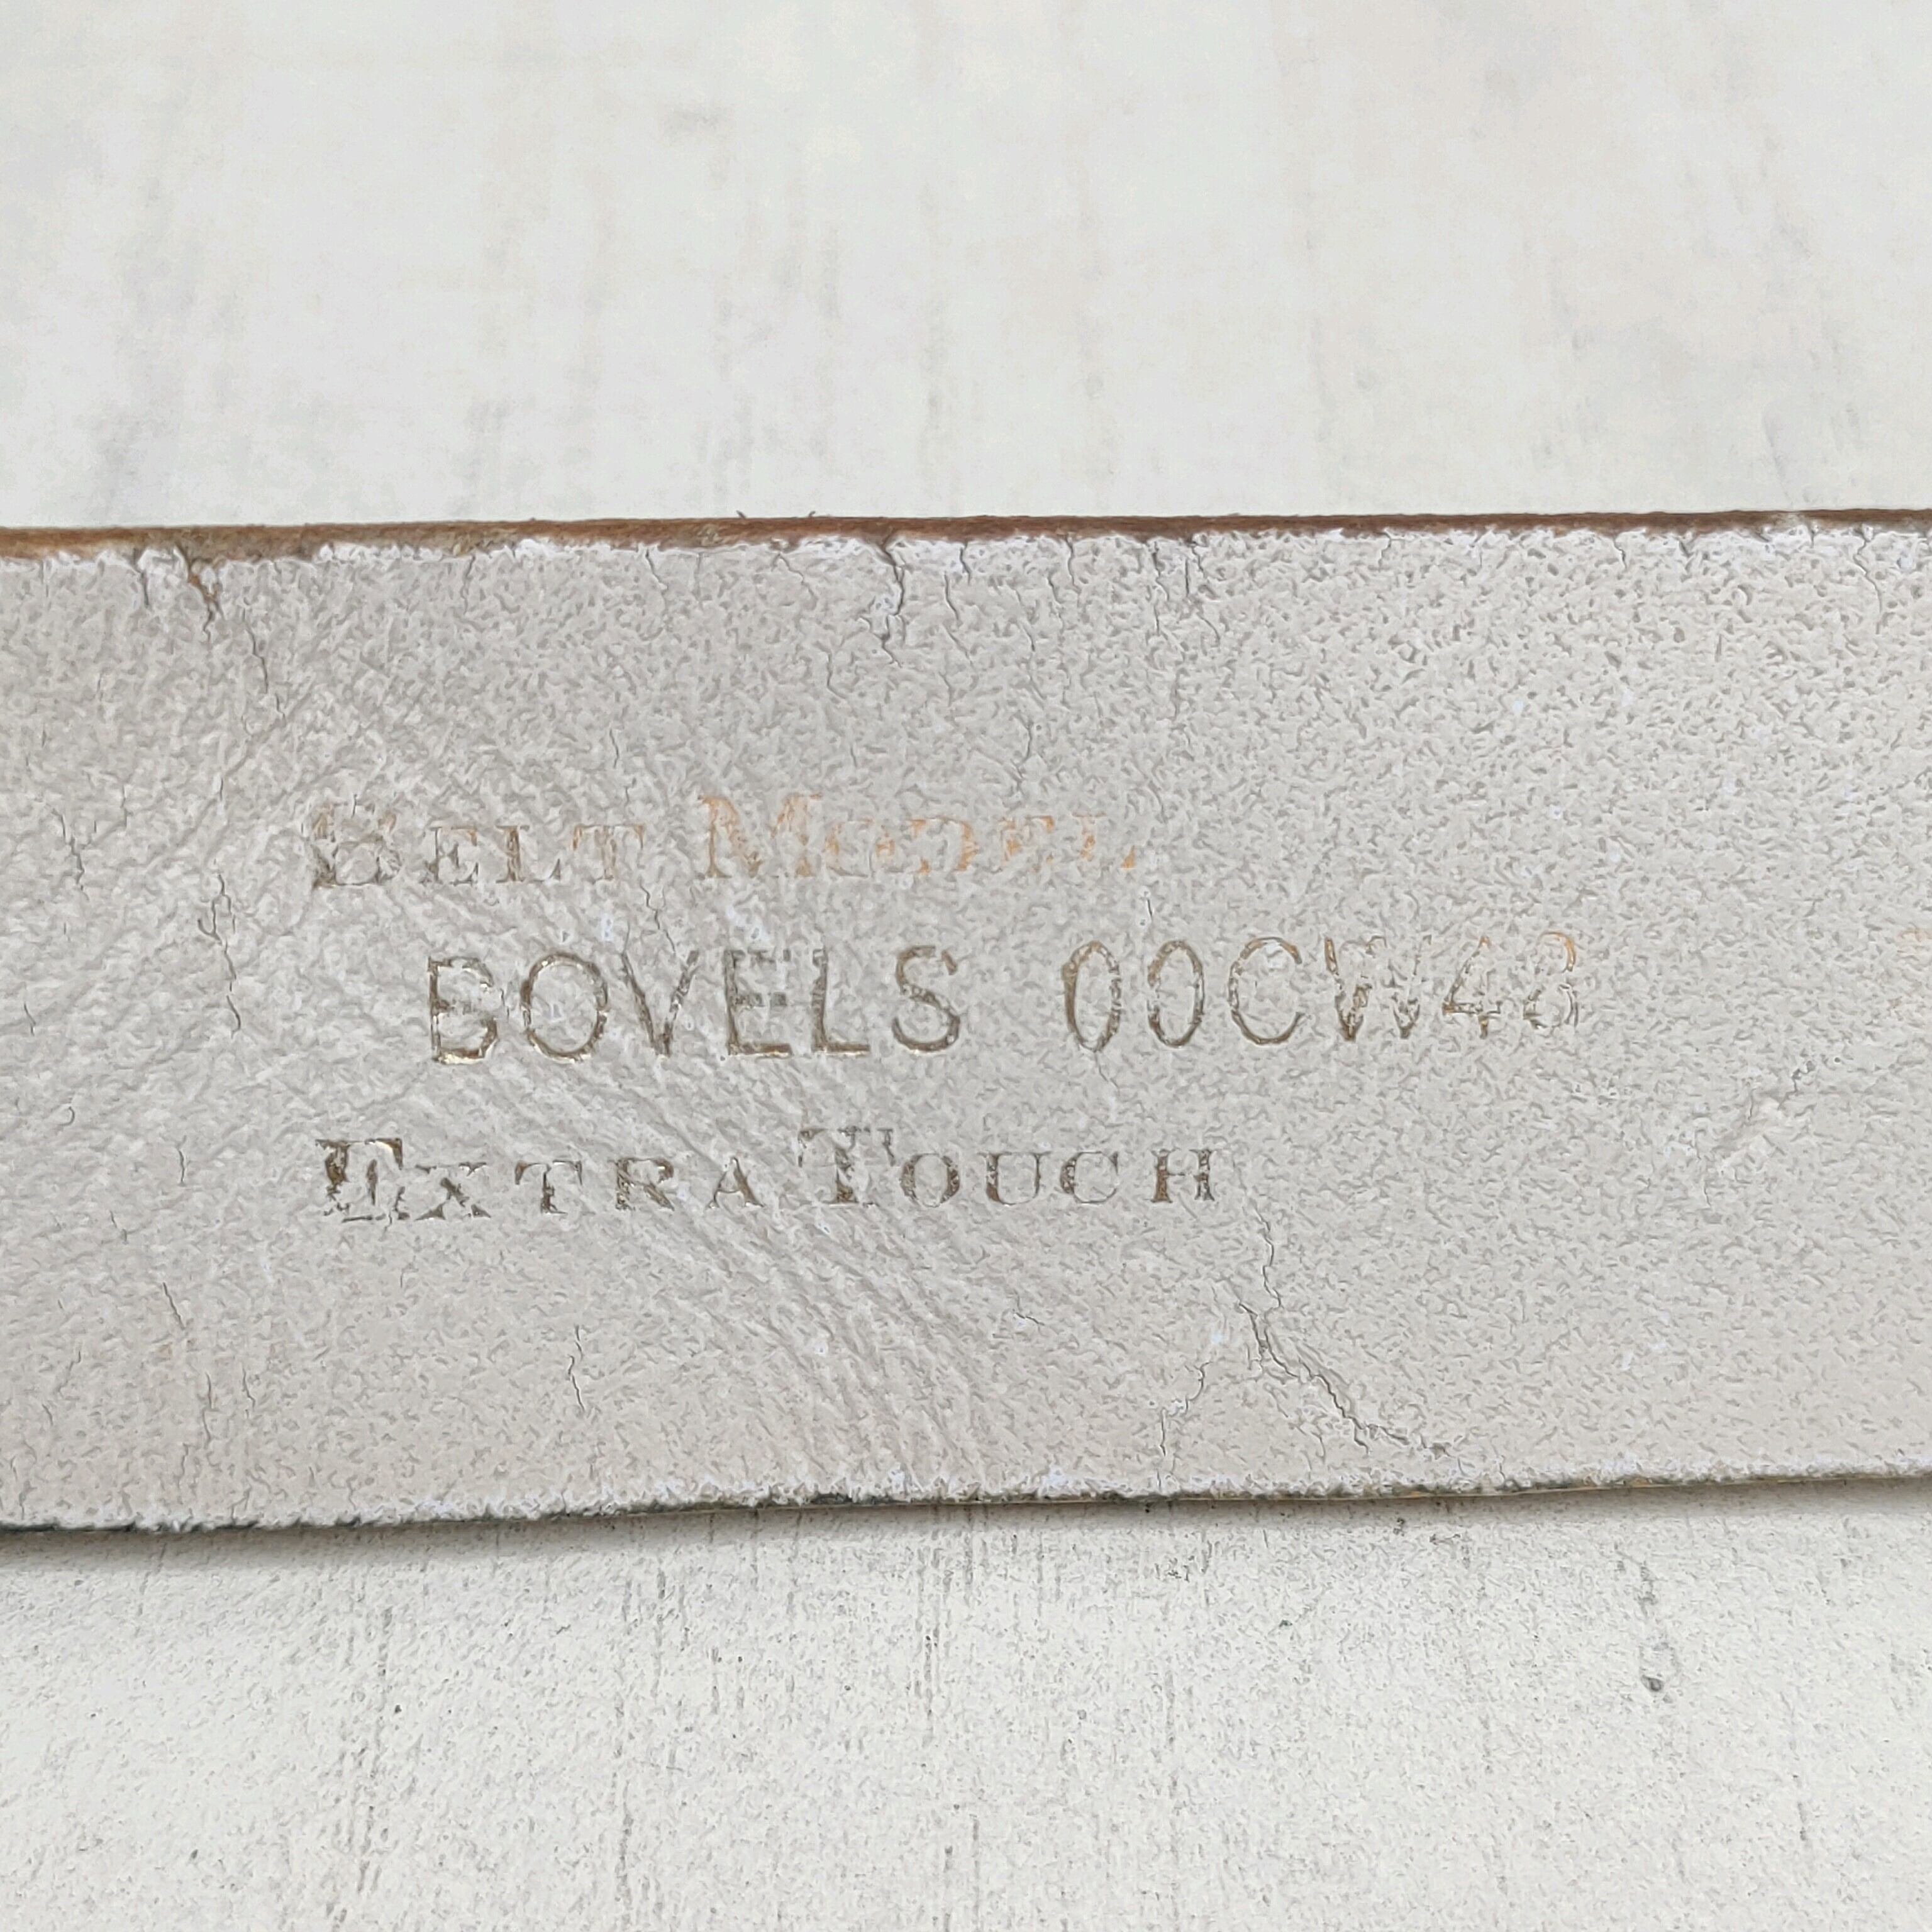 BELT MODEL
BOVELS 00CW48
EXTRA TOUCH